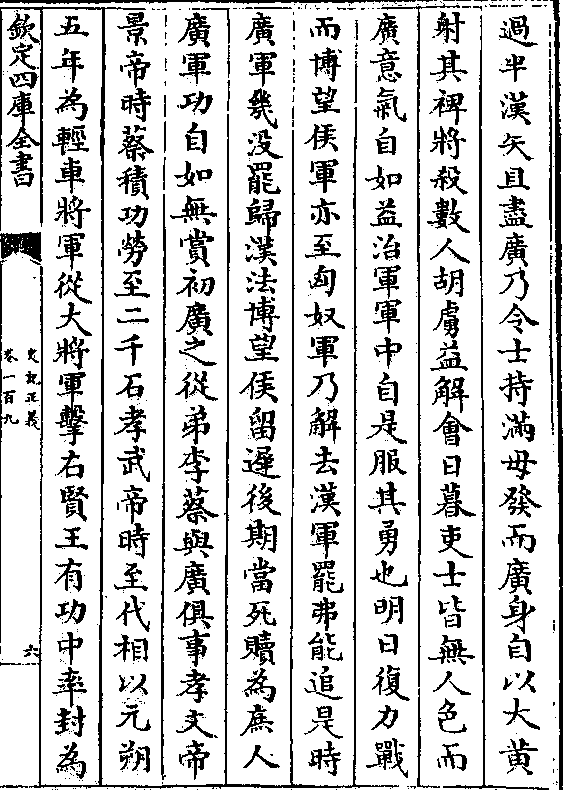 過半漢矢且盡廣乃令士持滿毋發而廣身自以大黃
射其裨將殺數人胡虜益解會日暮吏士皆無人色而
廣意氣自如益治軍軍中自是服其勇也明日復力戰
而博望侯軍亦至匈奴軍乃解去漢軍罷弗能追是時
廣軍幾没罷歸漢法博望侯留遲後期當死贖為庶人
廣軍功自如無賞初廣之從弟李蔡與廣俱事孝文帝
景帝時蔡積功勞至二千石孝武帝時至代相以元朔
五年為輕車將軍從大將軍擊右賢王有功中率封為
欽定四庫全書
史記正義
卷一百九
六